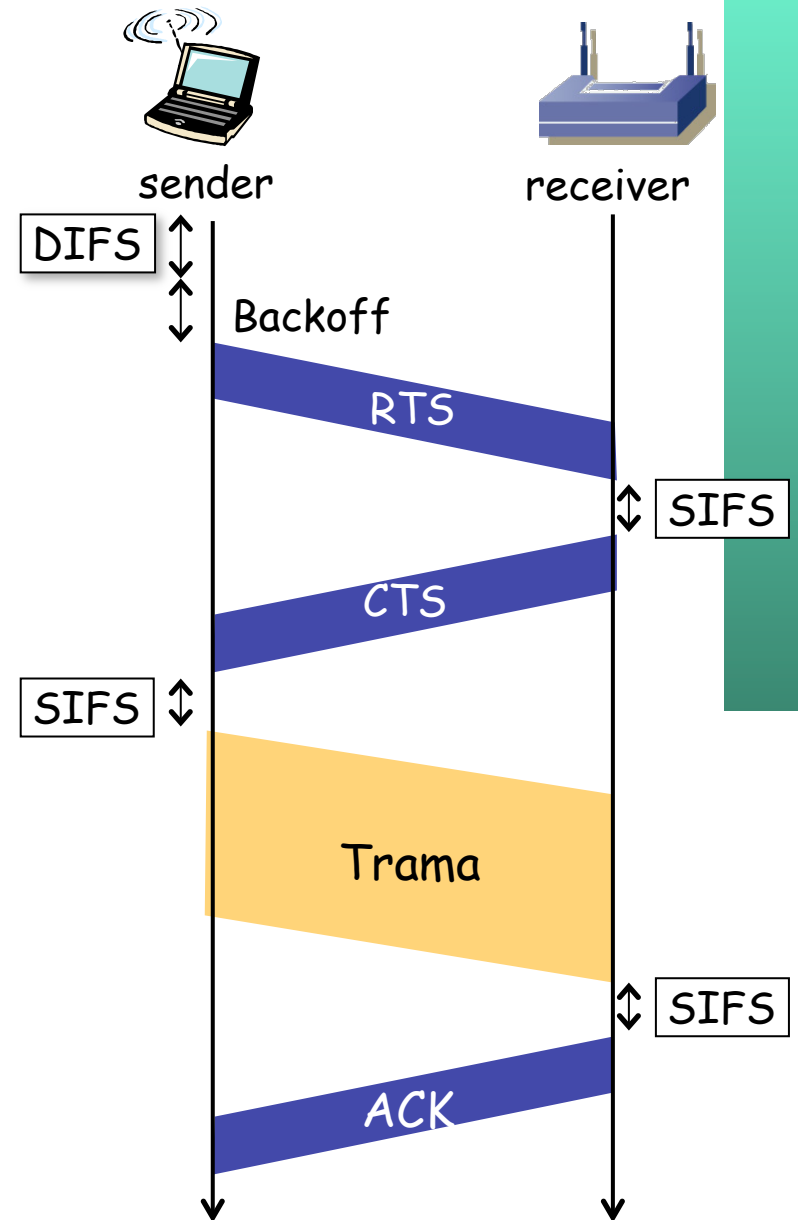 sender
receiver
DIFS
Backoff
RTS
SIFS
CTS
SIFS
Trama
SIFS
ACK